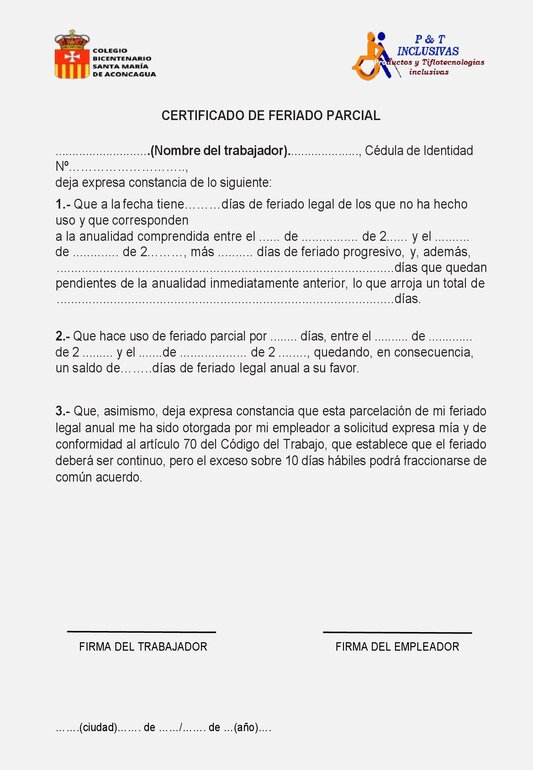 COLEGIO
BICENTENARIO
SANTA MARÍA
DE ACONCAGUA
P & T
INCLUSIVAS
ductos y Tiflotecnologias
inclusivas
CERTIFICADO DE FERIADO PARCIAL
............................(Nombre del trabajador)....................., Cédula de Identidad
Nº………………………..,
deja expresa constancia de lo siguiente:
1.- Que a la fecha tiene………días de feriado legal de los que no ha hecho
uso y que corresponden
a la anualidad comprendida entre el ...... de ................. de 2...... y el ..........
de .............. de 2………, más .......... días de feriado progresivo, y, además,
.....................................................................................................días que quedan
pendientes de la anualidad inmediatamente anterior, lo que arroja un total de
.....................................................................................................días.
2.- Que hace uso de feriado parcial por ........ días, entre el .......... de .............
de 2 ......... y el .......de .................... de 2 ........, quedando, en consecuencia,
un saldo de……..días de feriado legal anual a su favor.
3.- Que, asimismo, deja expresa constancia que esta parcelación de mi feriado
legal anual me ha sido otorgada por mi empleador a solicitud expresa mía y de
conformidad al artículo 70 del Código del Trabajo, que establece que el feriado
deberá ser continuo, pero el exceso sobre 10 días hábiles podrá fraccionarse de
común acuerdo.
FIRMA DEL TRABAJADOR
FIRMA DEL EMPLEADOR
…….(ciudad)……. de ……/……. de …(año)….